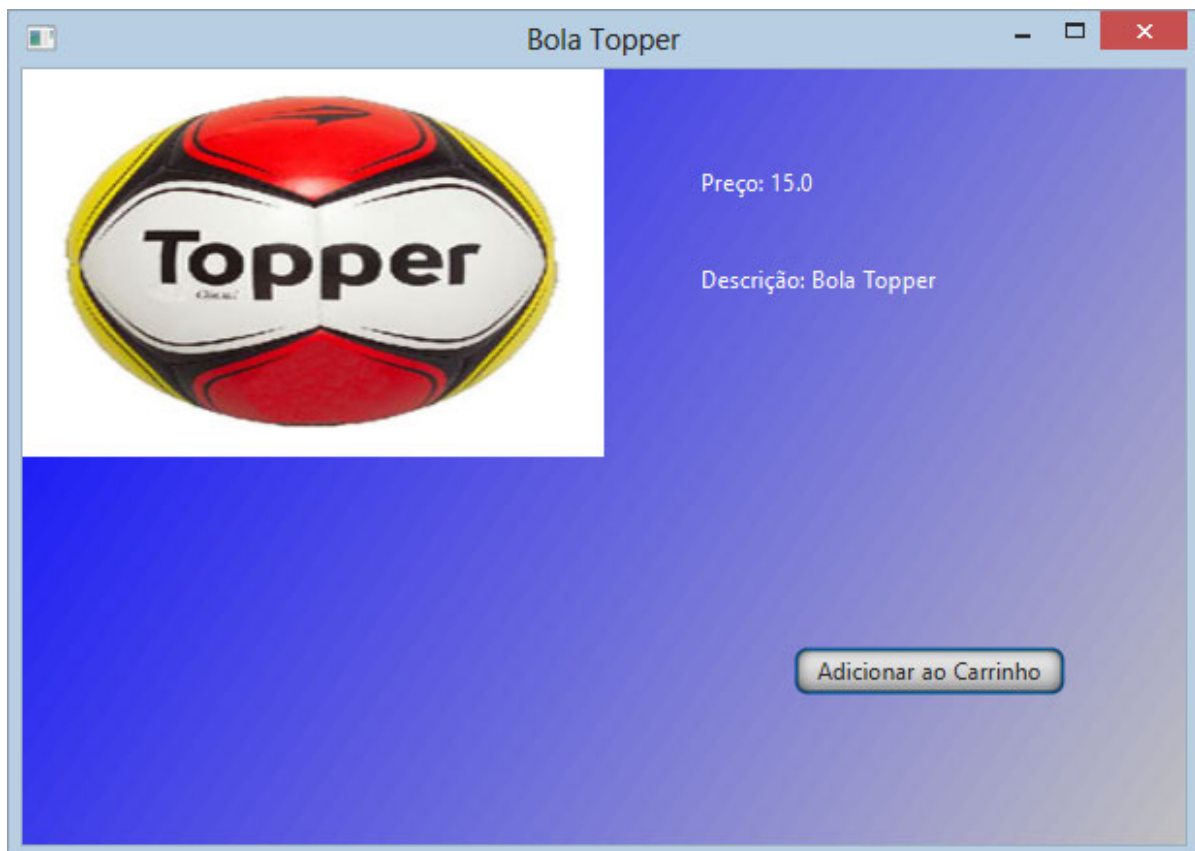 Bola Topper
Topper
Preço: 15.0
Descrição: Bola Topper
Adicionar ao Carrinho